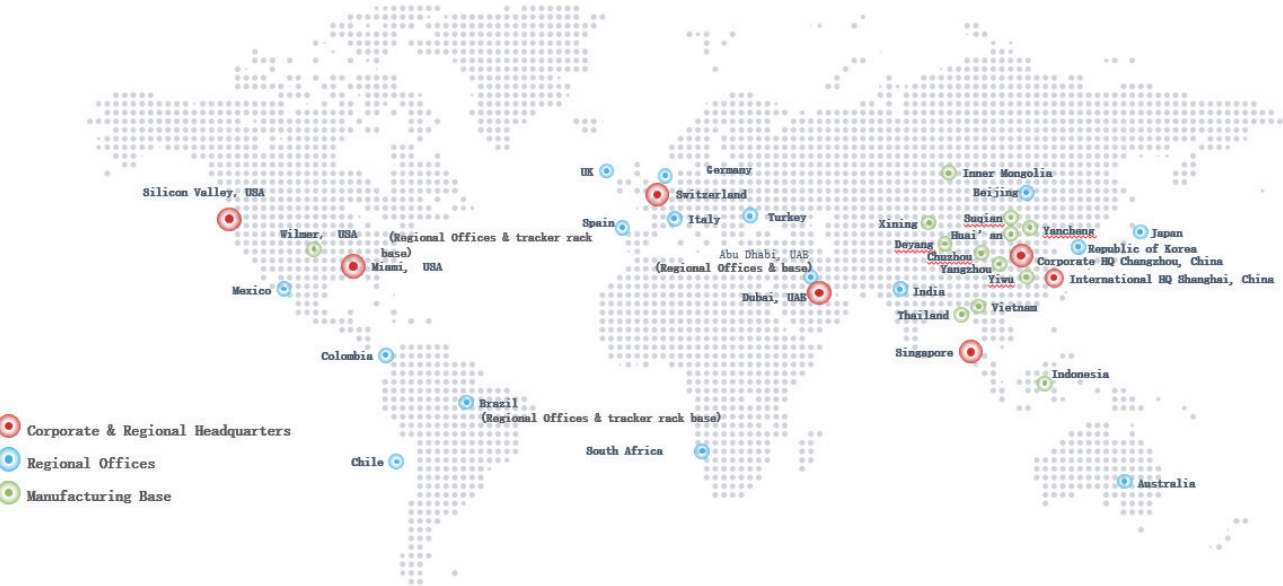 UK
Germany
Inner Mongolia
Silicon Valley, USA
Switzerland
Beijing
Spain
Italy
Turkey
Xining
Suqian
Wilmer, USA
(Regional Offices & tracker rack
base)
Huai' an
Yancheng
Japan
Deyang
Republic of Korea
Abu Dhabi, UAE
(Regional Offices & base)
Chuzhou
Corporate HQ Changzhou, China
Miami, USA
Yangzhou
Yiwu
International HQ Shanghai, China
Mexico
Dubai, UAE
India
Vietnam
Thailand
Colombia
Singapore
Indonesia
Brazil
(Regional Offices & tracker rack base)
Corporate & Regional Headquarters
South Africa
Regional Offices
Chile
Australia
Manufacturing Base